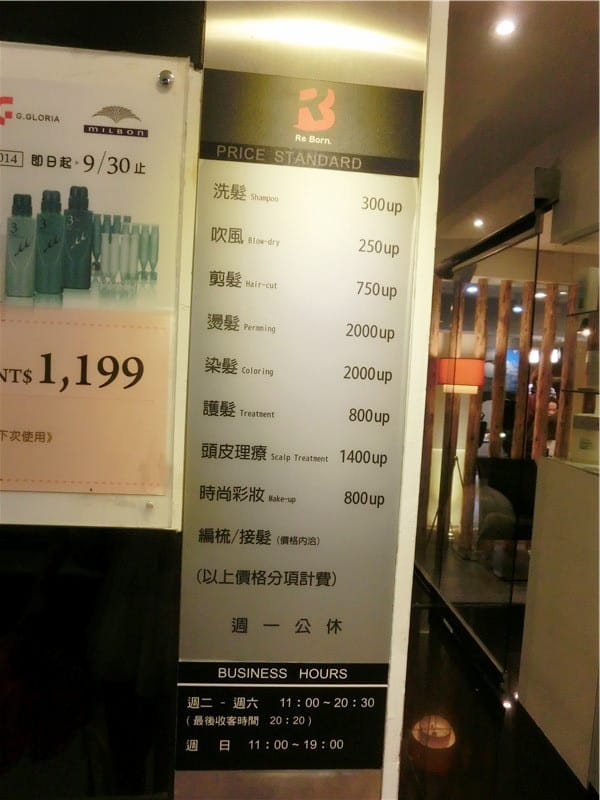 G.GLORIA
MILBON
014 即日起▸9/30止
NT$1,199
下次使用》
Re Born.
PRICE STANDARD
洗髮 Shampoo 300up
吹風 Blow-dry 250up
剪髮 Hair-cut 750up
燙髮 Permming 2000up
染髮 Coloring 2000up
護髮 Treatment 800up
頭皮理療 Scalp Treatment 1400up
時尚彩妝 Make-up 800up
編梳/接髮 (價格內洽)
(以上價格分項計費)
週一公休
BUSINESS HOURS
週二 - 週六 11:00~20:30
(最後收客時間 20:20)
週 日 11:00~19:00